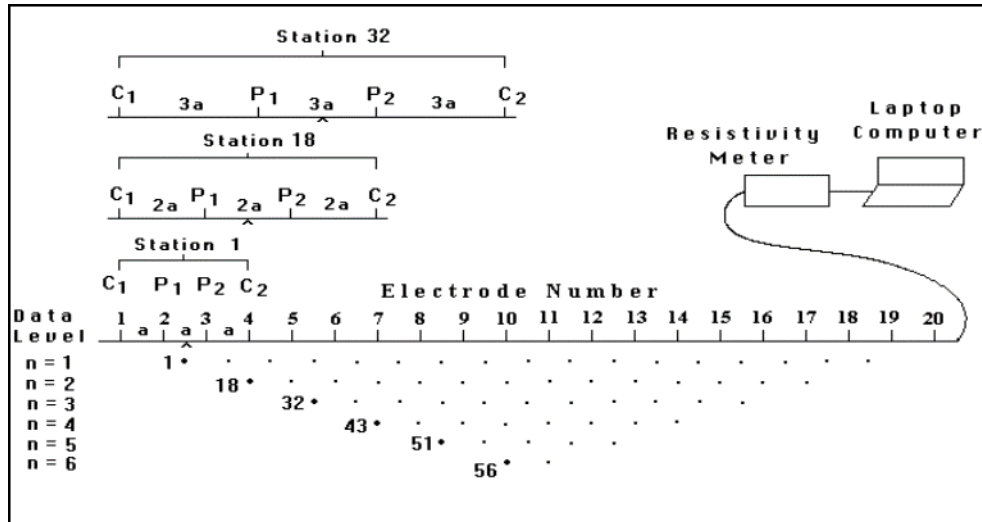 Station 32
C1 3a P1 3a P2 3a C2
Station 18
C1 2a P1 2a P2 2a C2
Station 1
C1 P1 P2 C2
Resistivity
Meter
Laptop
Computer
Electrode Number
Data
Level
1 2 3 4 5 6 7 8 9 10 11 12 13 14 15 16 17 18 19 20
a a a
n = 1 1
n = 2 18
n = 3 32
n = 4 43
n = 5 51
n = 6 56